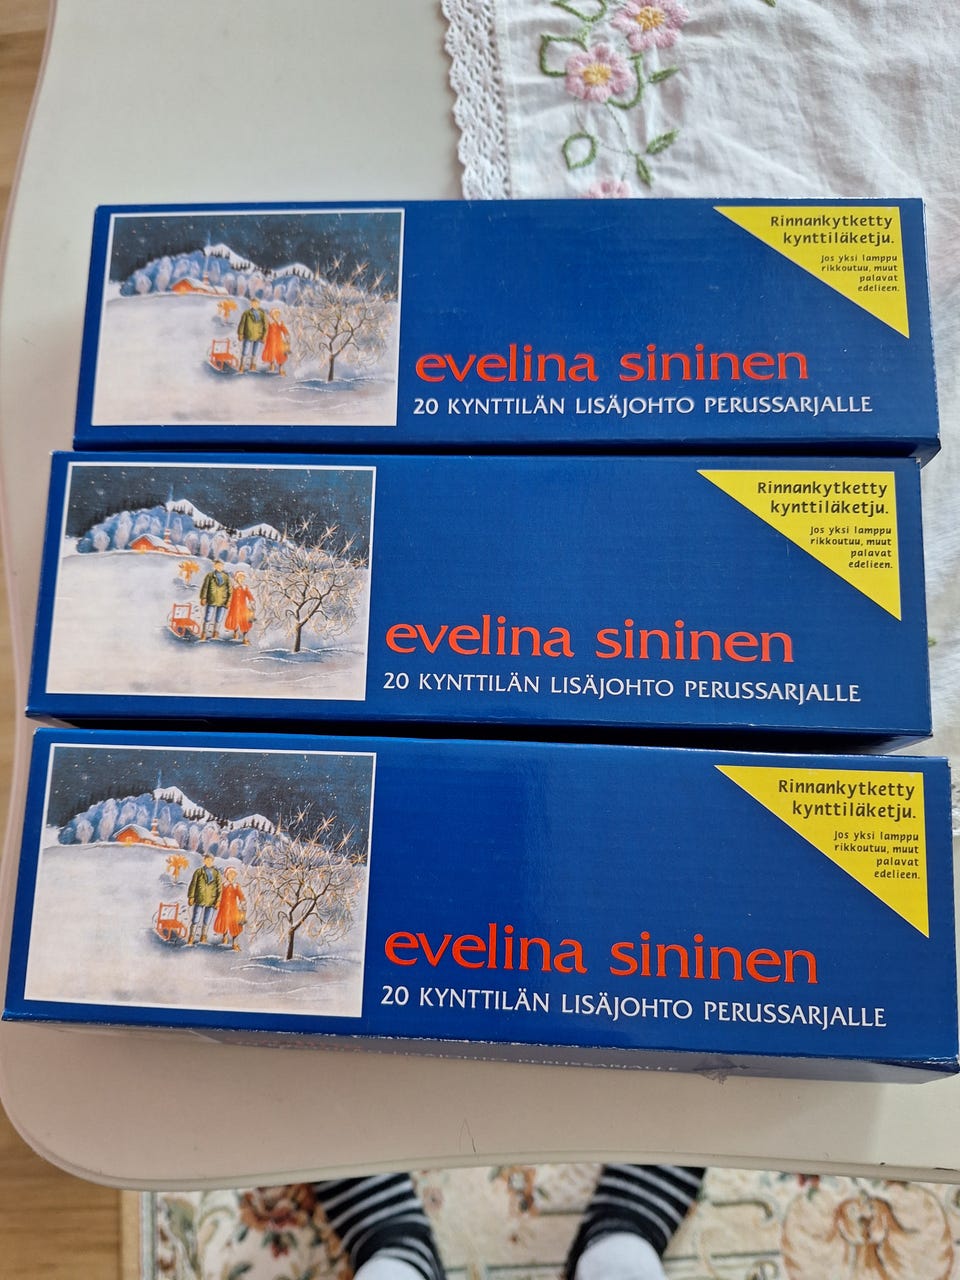 Rinnankytketty
kynttiläketju.
Jos yksi lamppu
rikkoutuu, muut
palavat
edelleen.
evelina sininen
20 KYNTTILÄN LISÄJOHTO PERUSSARJALLE
Rinnankytketty
kynttiläketju.
Jos yksi lamppu
rikkoutuu, muut
palavat
edelleen.
evelina sininen
20 KYNTTILÄN LISÄJOHTO PERUSSARJALLE
Rinnankytketty
kynttiläketju.
Jos yksi lamppu
rikkoutuu, muut
palavat
edelleen.
evelina sininen
20 KYNTTILÄN LISÄJOHTO PERUSSARJALLE
LISÄJOHTO PERUSSARJALLE